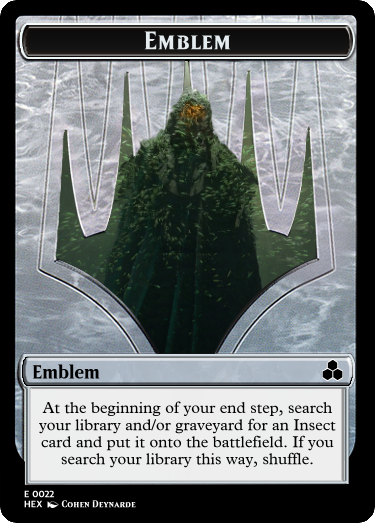 Emblem
Emblem
At the beginning of your end step, search
your library and/or graveyard for an Insect
card and put it onto the battlefield. If you
search your library this way, shuffle.
E 0022
HEX Cohen Deynarde